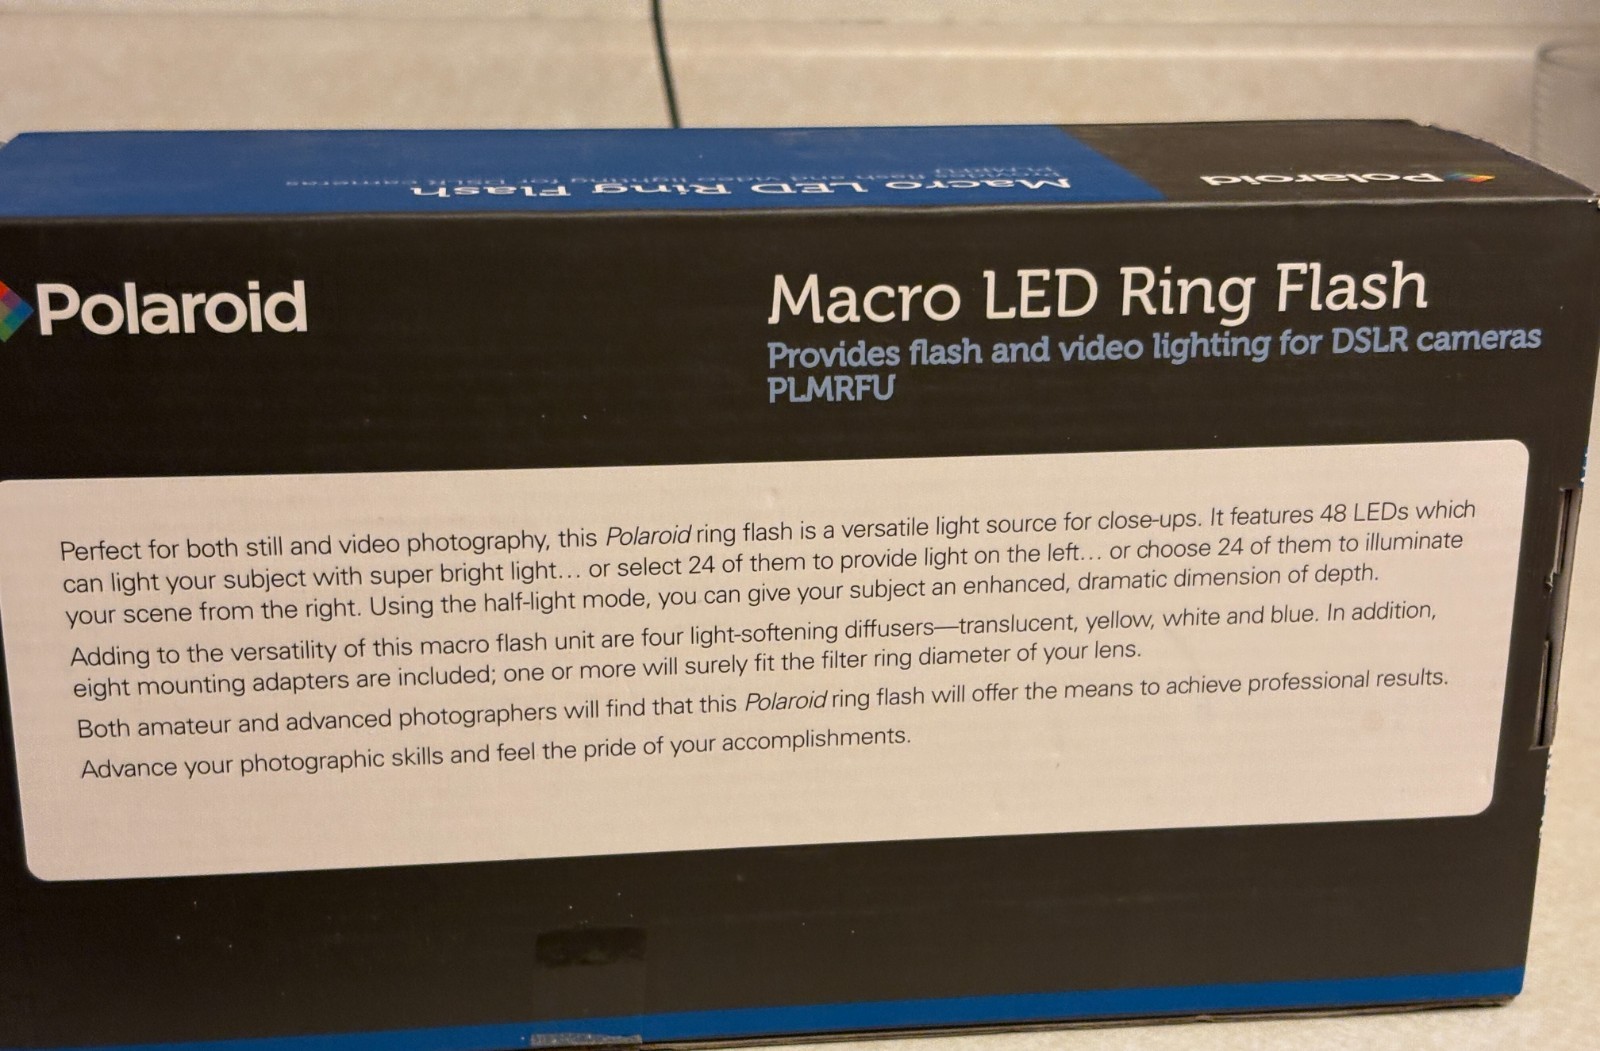 Macro LED Ring Flash
Provides flash and video lighting for DSLR cameras
Polaroid
Polaroid
Macro LED Ring Flash
Provides flash and video lighting for DSLR cameras
PLMRFU
Perfect for both still and video photography, this Polaroid ring flash is a versatile light source for close-ups. It features 48 LEDs which
can light your subject with super bright light... or select 24 of them to provide light on the left... or choose 24 of them to illuminate
your scene from the right. Using the half-light mode, you can give your subject an enhanced, dramatic dimension of depth.
Adding to the versatility of this macro flash unit are four light-softening diffusers—translucent, yellow, white and blue. In addition,
eight mounting adapters are included; one or more will surely fit the filter ring diameter of your lens.
Both amateur and advanced photographers will find that this Polaroid ring flash will offer the means to achieve professional results.
Advance your photographic skills and feel the pride of your accomplishments.